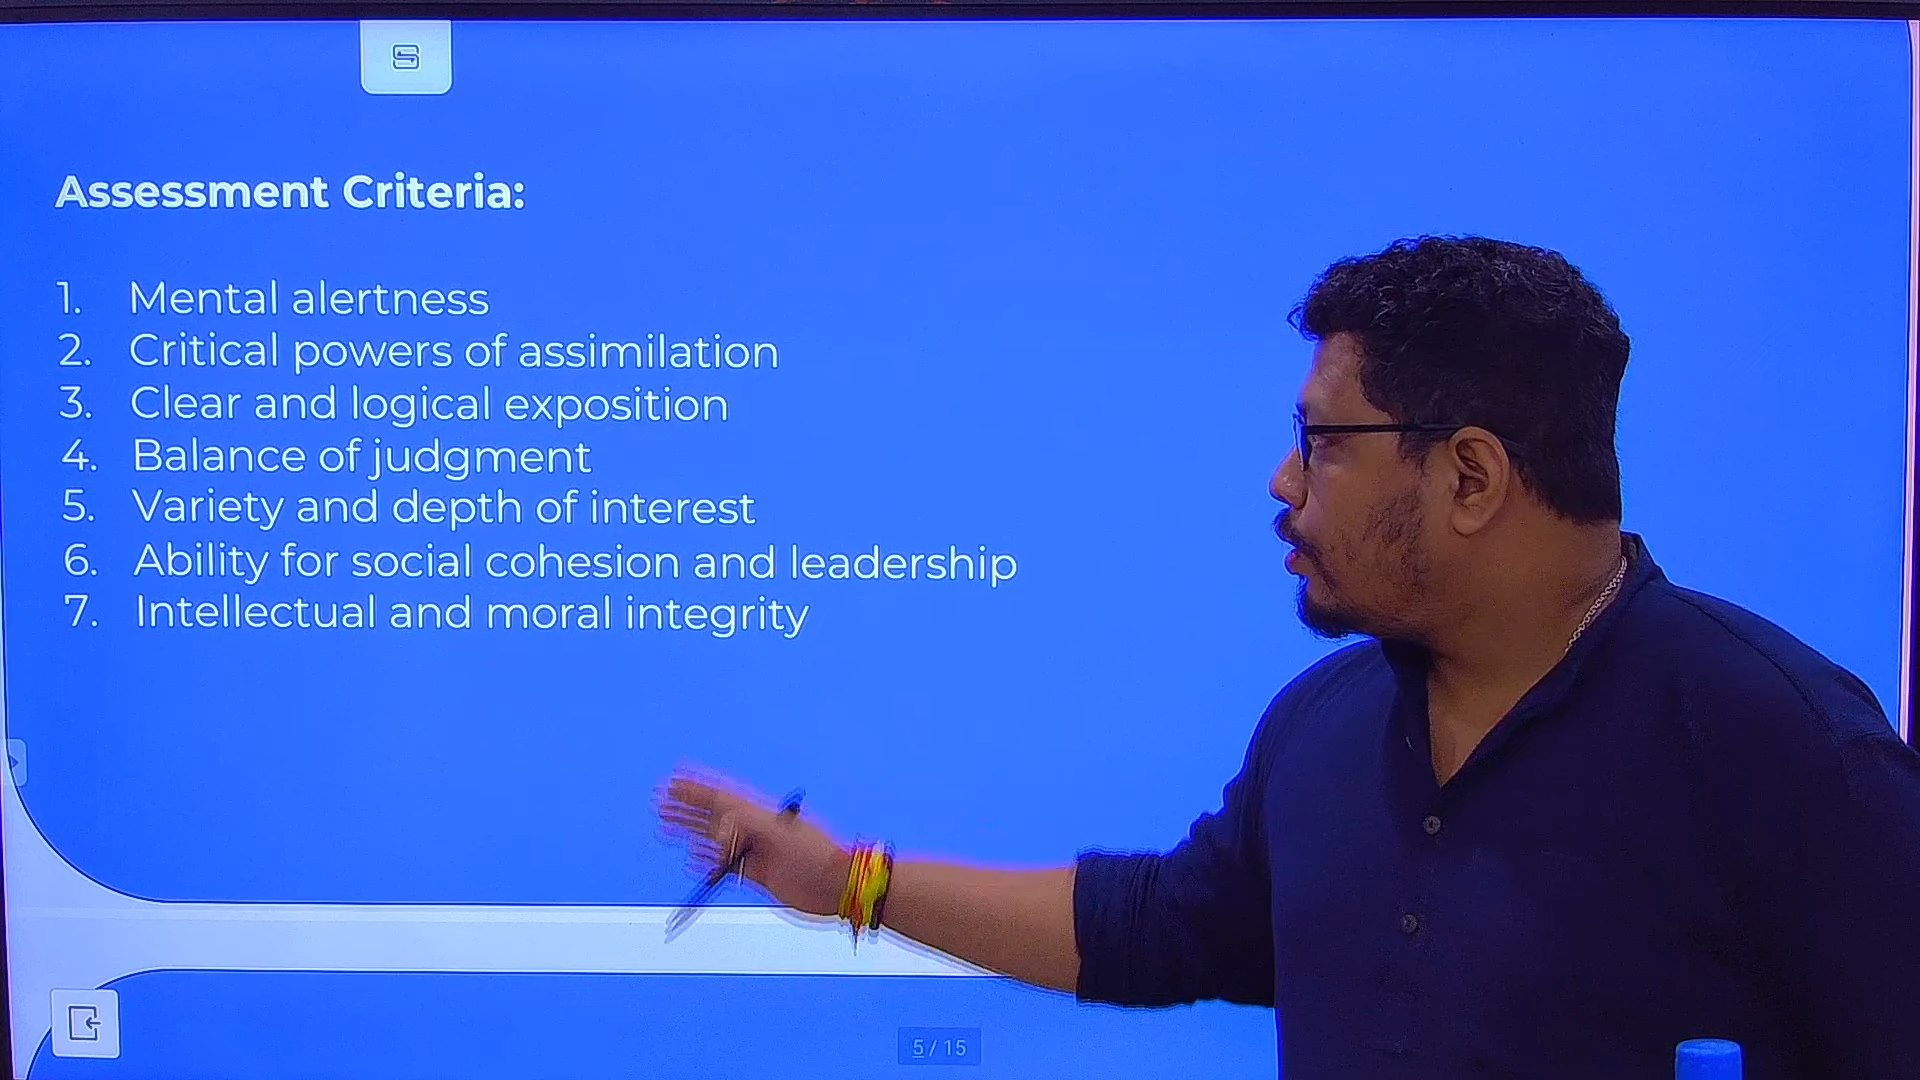 Assessment Criteria:
1. Mental alertness
2. Critical powers of assimilation
3. Clear and logical exposition
4. Balance of judgment
5. Variety and depth of interest
6. Ability for social cohesion and leadership
7. Intellectual and moral integrity
5 / 15